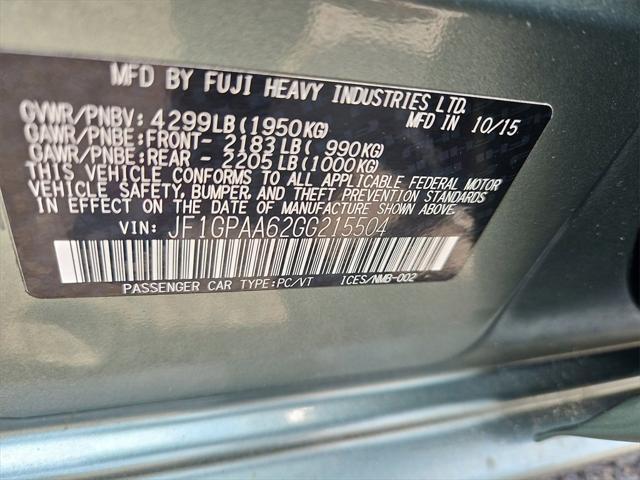 MFD BY FUJI HEAVY INDUSTRIES LTD.
GVWR/PNBV: 4299LB(1950KG) MFD IN 10/15
GAWR/PNBE:FRONT- 2183LB( 990KG)
GAWR/PNBE:REAR - 2205LB(1000KG)
THIS VEHICLE CONFORMS TO ALL APPLICABLE FEDERAL MOTOR
VEHICLE SAFETY, BUMPER, AND THEFT PREVENTION STANDARDS
IN EFFECT ON THE DATE OF MANUFACTURE SHOWN ABOVE.
VIN: JF1GPAA62GG215504
PASSENGER CAR TYPE:PC/VT ICES/NMB-002